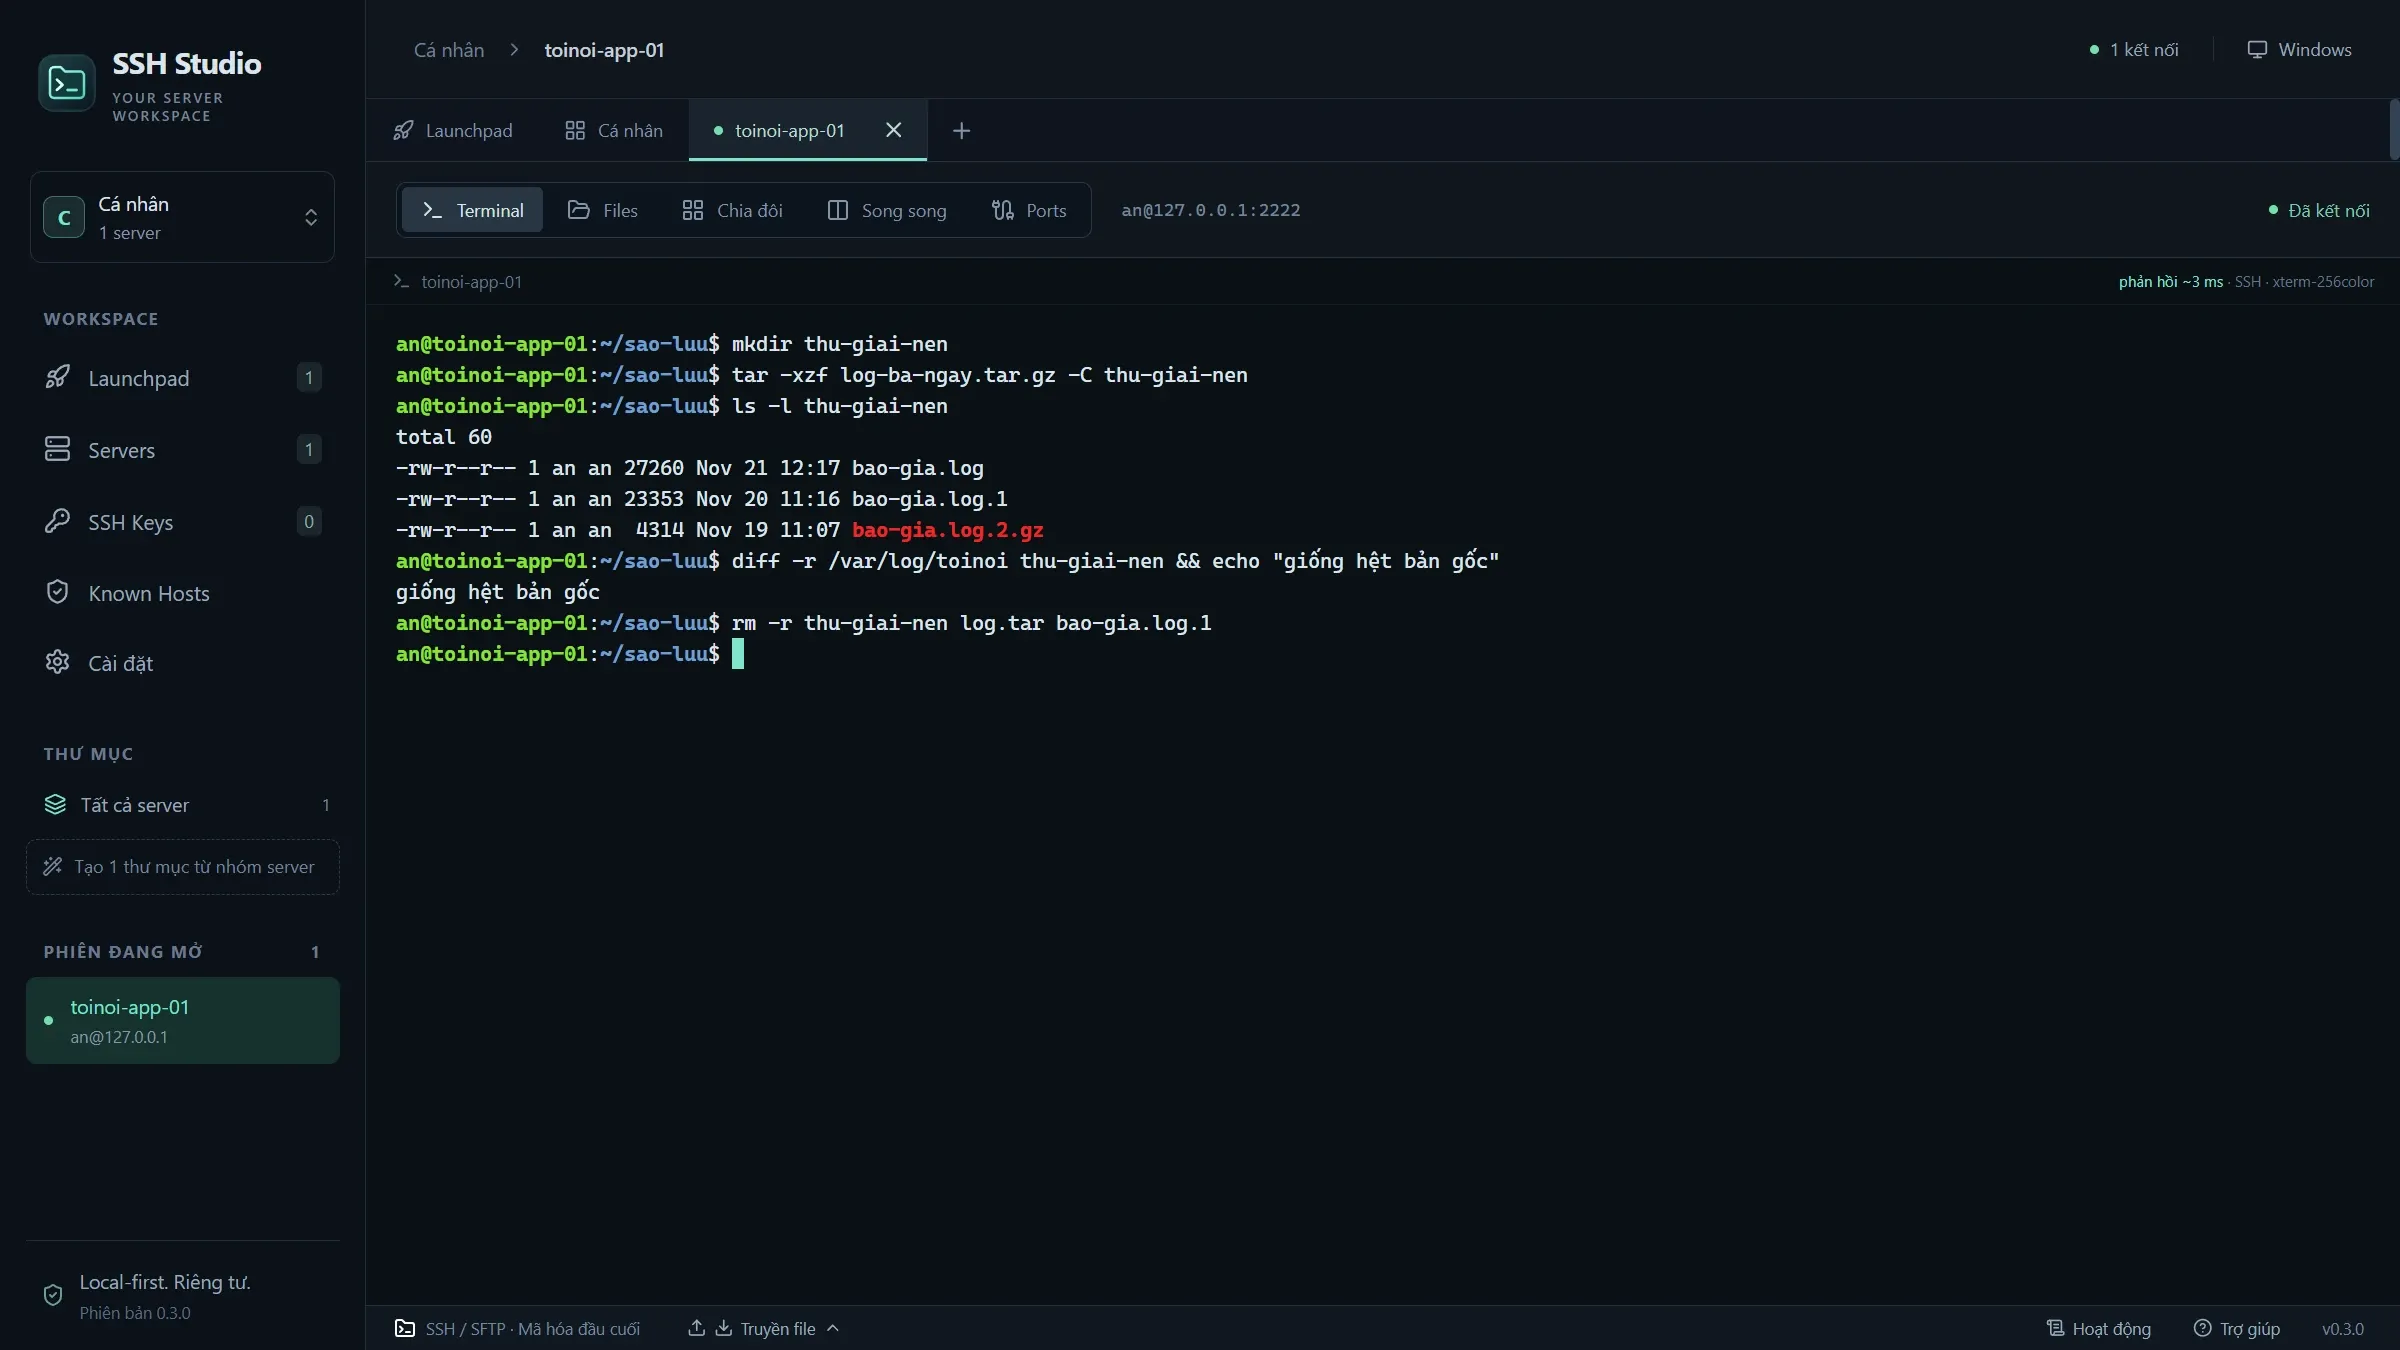 SSH Studio
YOUR SERVER
WORKSPACE
C
Cá nhân
1 server
WORKSPACE
Launchpad 1
Servers 1
SSH Keys 0
Known Hosts
Cài đặt
THƯ MỤC
Tất cả server 1
Tạo 1 thư mục từ nhóm server
PHIÊN ĐANG MỞ 1
toinoi-app-01
an@127.0.0.1
Local-first. Riêng tư.
Phiên bản 0.3.0
Cá nhân > toinoi-app-01
1 kết nối
Windows
Launchpad
Cá nhân
toinoi-app-01
Terminal
Files
Chia đôi
Song song
Ports
an@127.0.0.1:2222
Đã kết nối
toinoi-app-01
phản hồi ~3 ms · SSH · xterm-256color
an@toinoi-app-01:~/sao-luu$ mkdir thu-giai-nen
an@toinoi-app-01:~/sao-luu$ tar -xzf log-ba-ngay.tar.gz -C thu-giai-nen
an@toinoi-app-01:~/sao-luu$ ls -l thu-giai-nen
total 60
-rw-r--r-- 1 an an 27260 Nov 21 12:17 bao-gia.log
-rw-r--r-- 1 an an 23353 Nov 20 11:16 bao-gia.log.1
-rw-r--r-- 1 an an  4314 Nov 19 11:07 bao-gia.log.2.gz
an@toinoi-app-01:~/sao-luu$ diff -r /var/log/toinoi thu-giai-nen && echo "giống hệt bản gốc"
giống hệt bản gốc
an@toinoi-app-01:~/sao-luu$ rm -r thu-giai-nen log.tar bao-gia.log.1
an@toinoi-app-01:~/sao-luu$
SSH / SFTP · Mã hóa đầu cuối
Truyền file
Hoạt động
Trợ giúp
v0.3.0